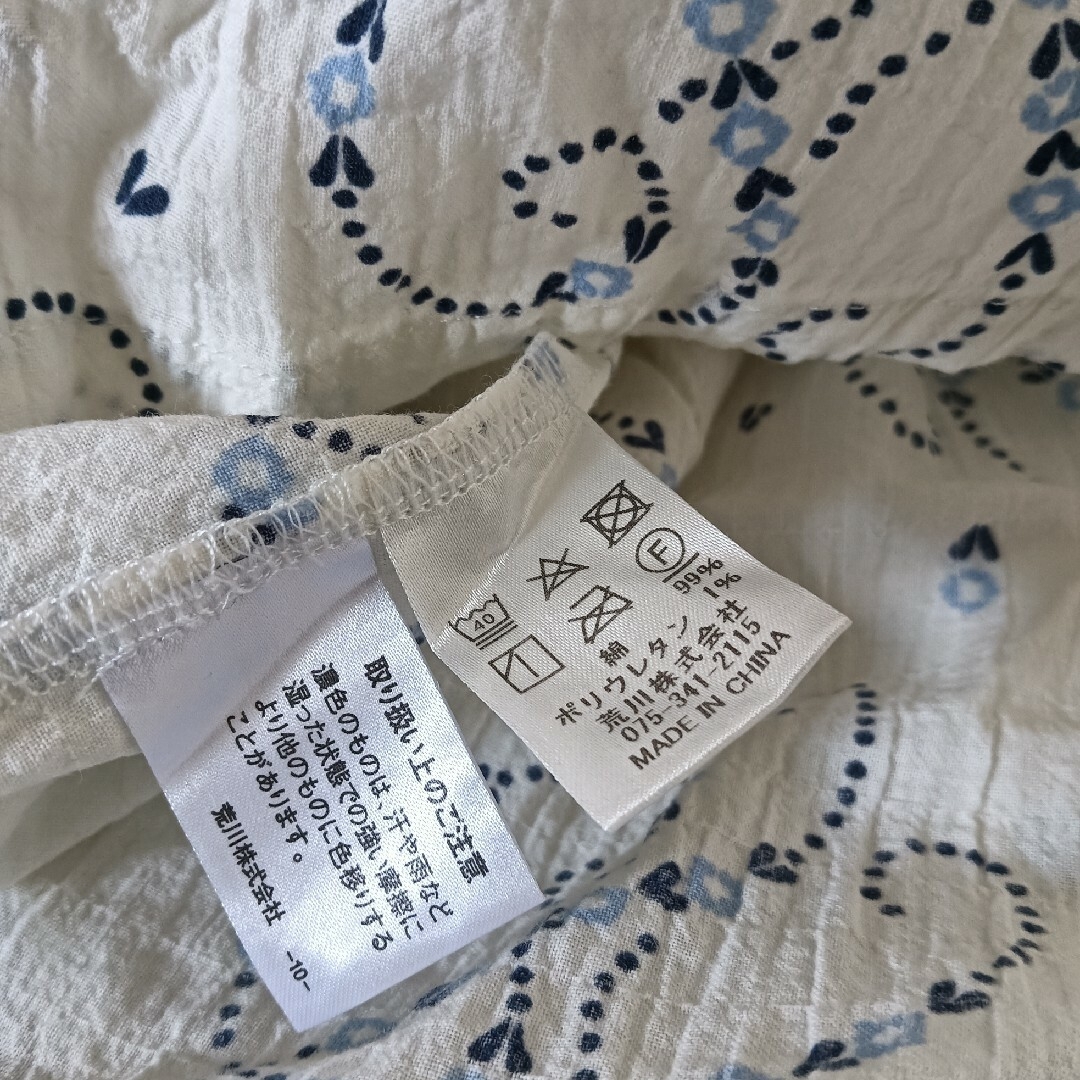 取り扱い上のご注意
濃色のものは、汗や雨など
湿った状態での強い摩擦に
より他のものに色移りする
ことがあります。
荒川株式会社
-10-
40
F
綿 99%
ポリウレタン 1%
荒川株式会社
075-341-2115
MADE IN CHINA